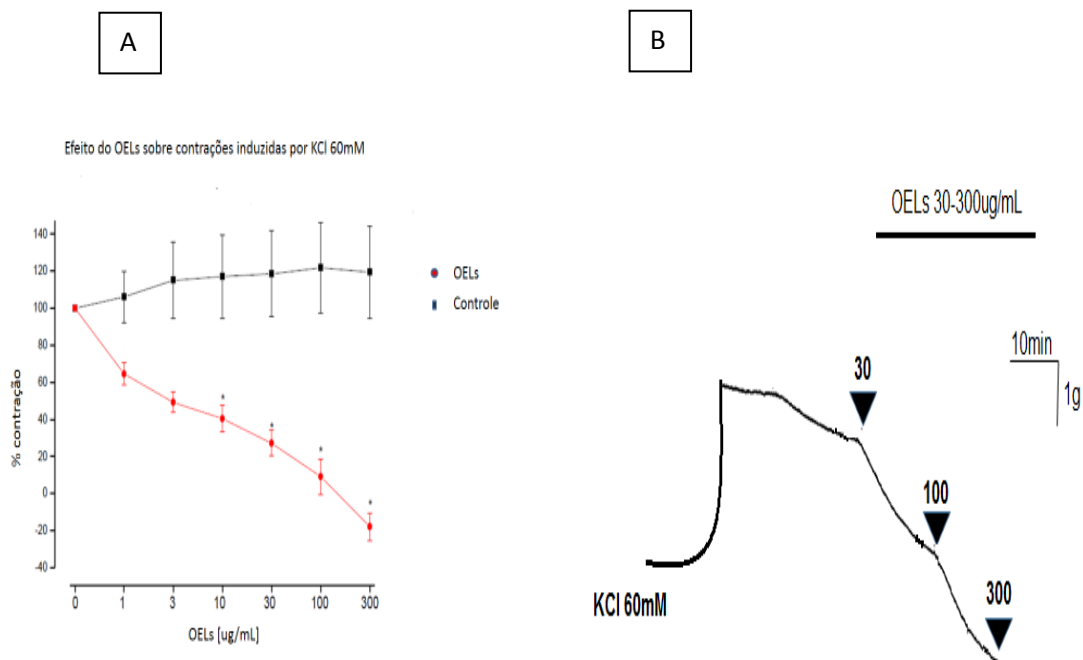 A
B
Efeito do OELs sobre contrações induzidas por KCl 60mM
% contração
140
120
100
80
60
40
20
0
-20
-40
0 1 3 10 30 100 300
OELs [ug/mL]
* * * *
OELs
Controle
OELs 30-300ug/mL
10min
1g
30
100
300
KCl 60mM